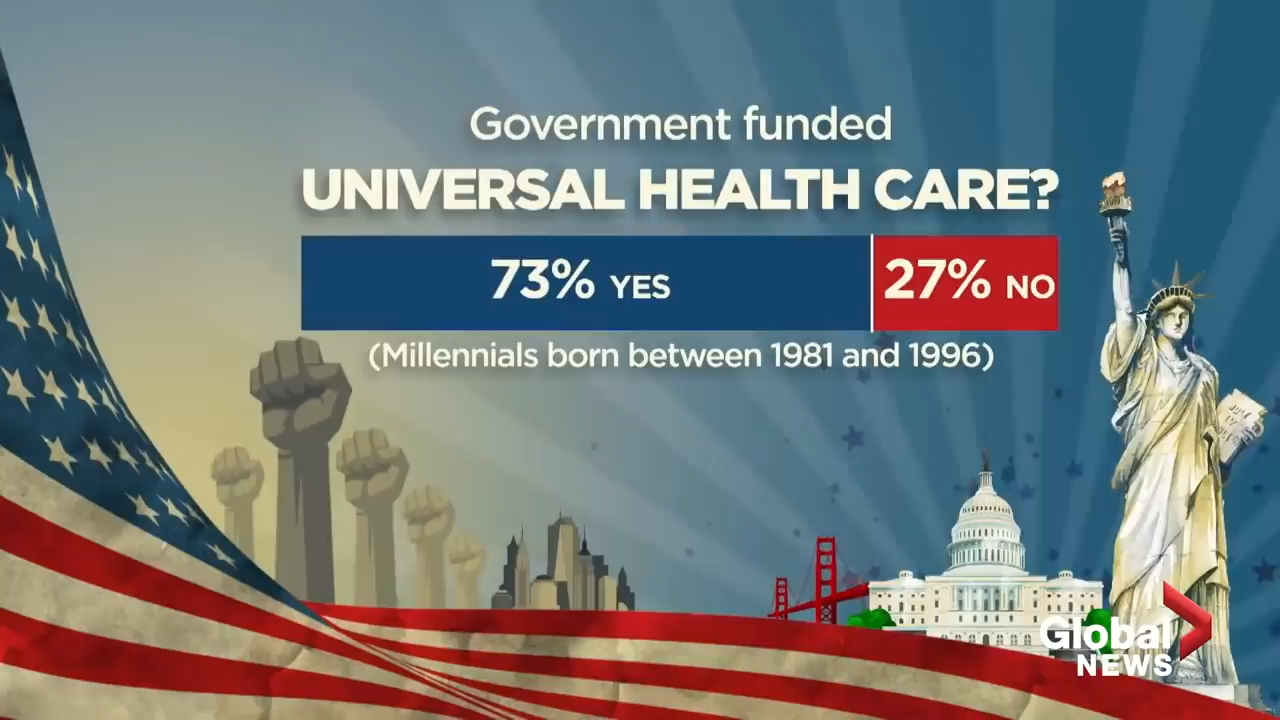 Government funded
UNIVERSAL HEALTH CARE?
73% YES
27% NO
(Millennials born between 1981 and 1996)
Global
NEWS